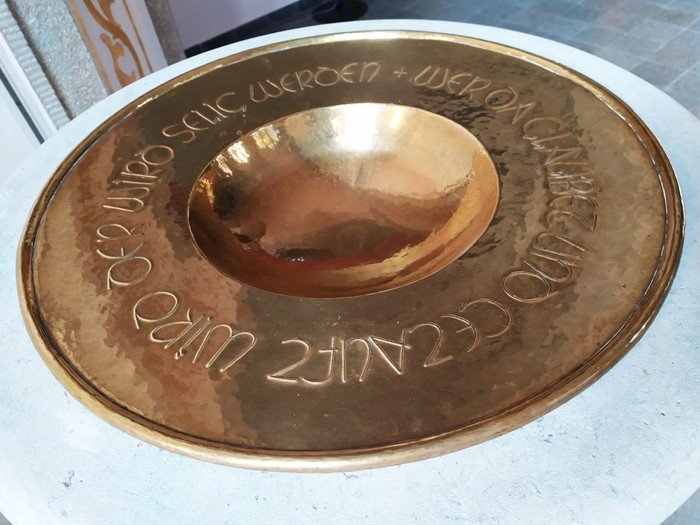 + WER DA GLAUBET UND GETAUFT WIRD DER WIRD SELIG WERDEN